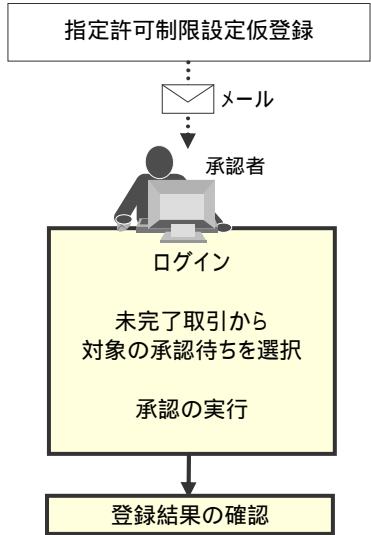 指定許可制限設定仮登録
メール
承認者
ログイン
未完了取引から
対象の承認待ちを選択
承認の実行
登録結果の確認